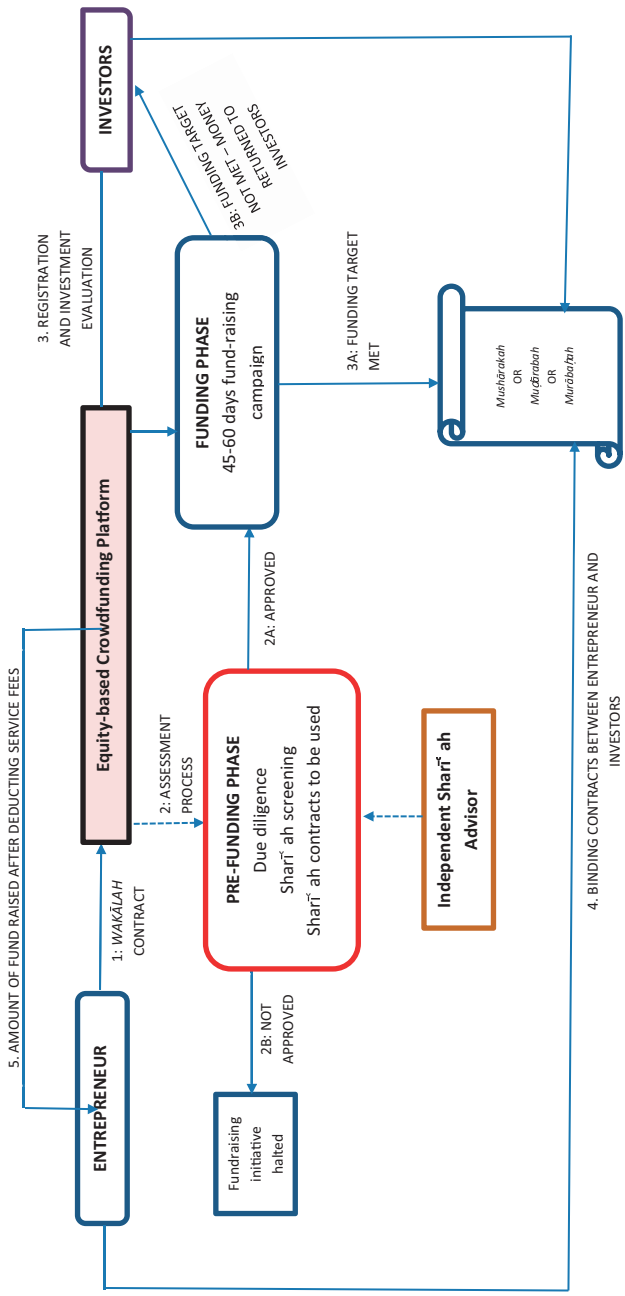 5. AMOUNT OF FUND RAISED AFTER DEDUCTING SERVICE FEES
ENTREPRENEUR
1: WAKĀLAH
CONTRACT
Equity-based Crowdfunding Platform
3. REGISTRATION
AND INVESTMENT
EVALUATION
INVESTORS
2: ASSESSMENT
PROCESS
PRE-FUNDING PHASE
Due diligence
Sharīʿah screening
Sharīʿah contracts to be used
2B: NOT
APPROVED
Fundraising
initiative
halted
Independent Sharīʿah
Advisor
2A: APPROVED
FUNDING PHASE
45-60 days fund-raising
campaign
3B: FUNDING TARGET
NOT MET – MONEY
RETURNED TO
INVESTORS
3A: FUNDING TARGET
MET
Mushārakah
OR
Muḍārabah
OR
Murābaḥah
4. BINDING CONTRACTS BETWEEN ENTREPRENEUR AND
INVESTORS